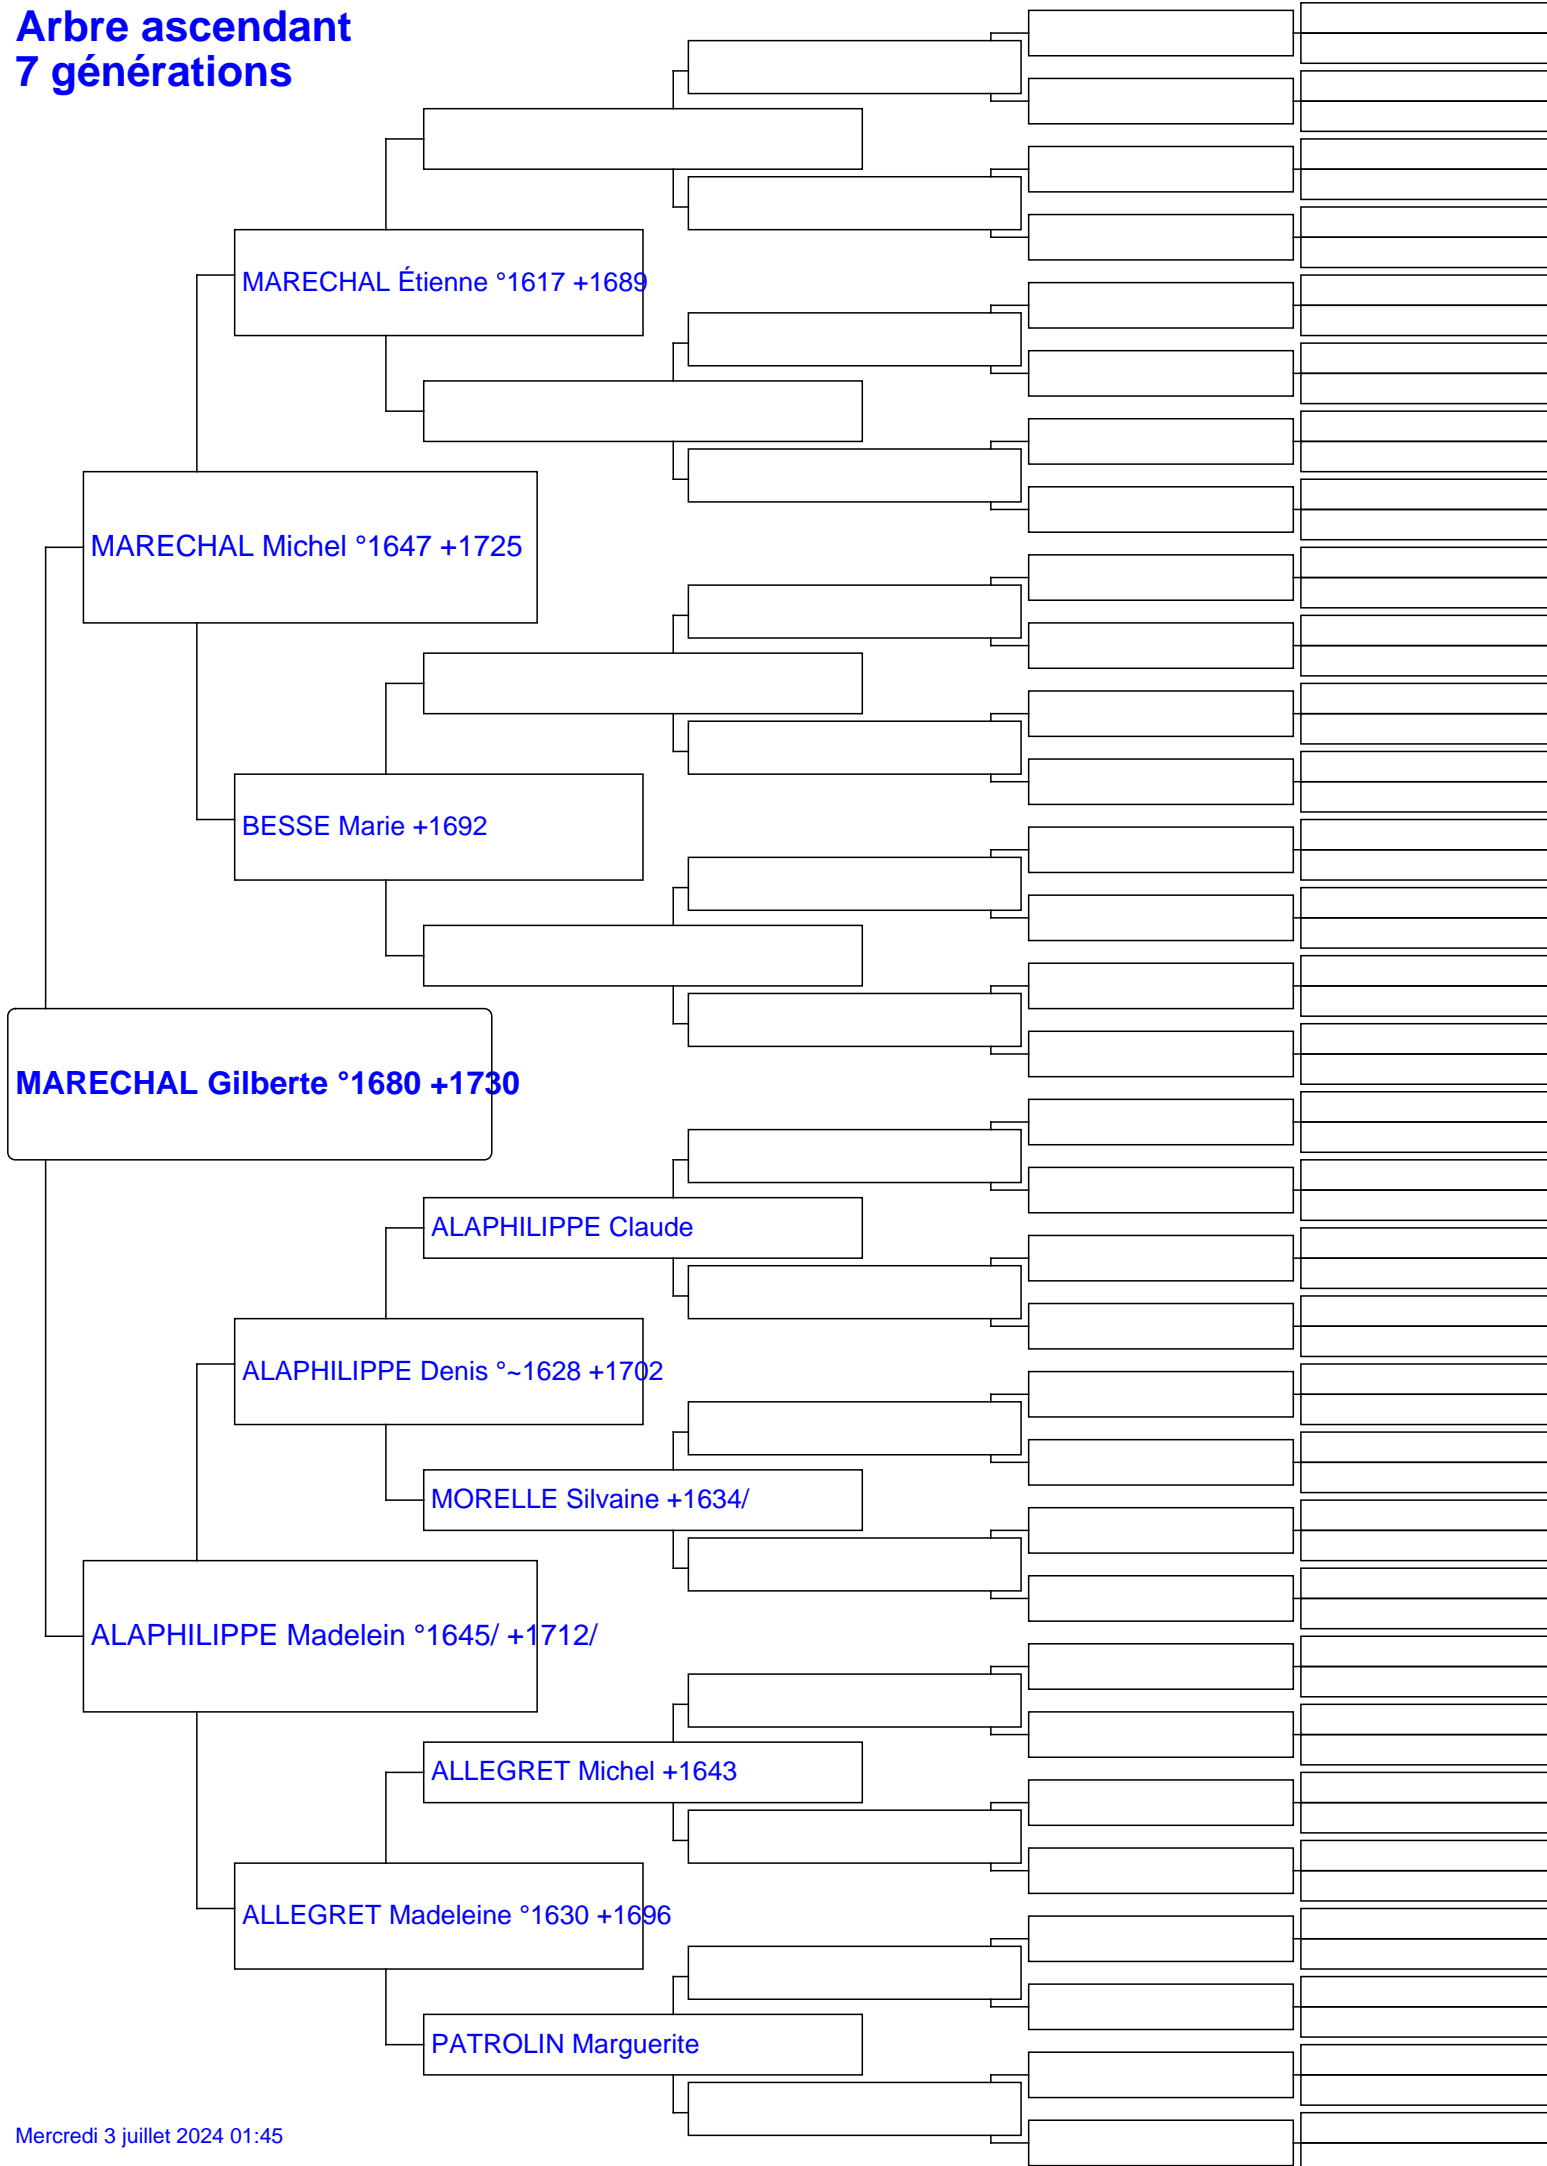 Arbre ascendant
7 générations
MARECHAL Étienne °1617 +1689
MARECHAL Michel °1647 +1725
BESSE Marie +1692
MARECHAL Gilberte °1680 +1730
ALAPHILIPPE Claude
ALAPHILIPPE Denis °~1628 +1702
MORELLE Silvaine +1634/
ALAPHILIPPE Madelein °1645/ +1712/
ALLEGRET Michel +1643
ALLEGRET Madeleine °1630 +1696
PATROLIN Marguerite
Mercredi 3 juillet 2024 01:45